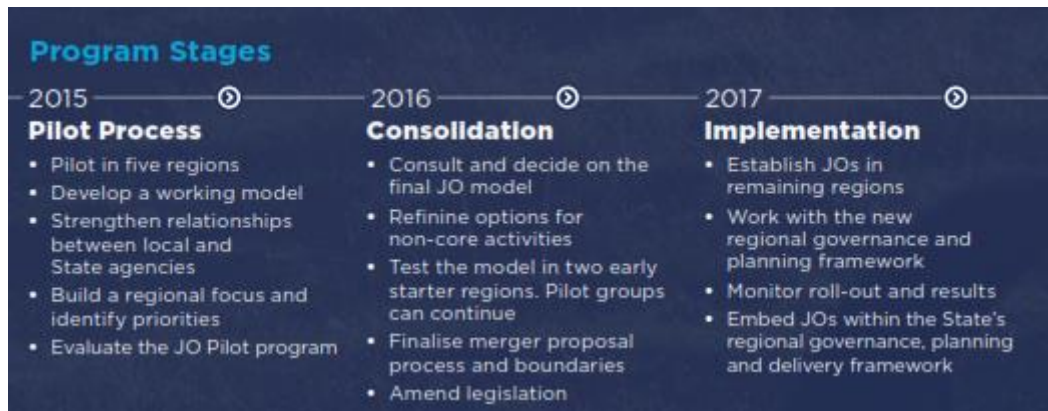 Program Stages
2015
Pilot Process
• Pilot in five regions
• Develop a working model
• Strengthen relationships
between local and
State agencies
• Build a regional focus and
identify priorities
• Evaluate the JO Pilot program
2016
Consolidation
• Consult and decide on the
final JO model
• Refinine options for
non-core activities
• Test the model in two early
starter regions. Pilot groups
can continue
• Finalise merger proposal
process and boundaries
• Amend legislation
2017
Implementation
• Establish JOs in
remaining regions
• Work with the new
regional governance and
planning framework
• Monitor roll-out and results
• Embed JOs within the State's
regional governance, planning
and delivery framework